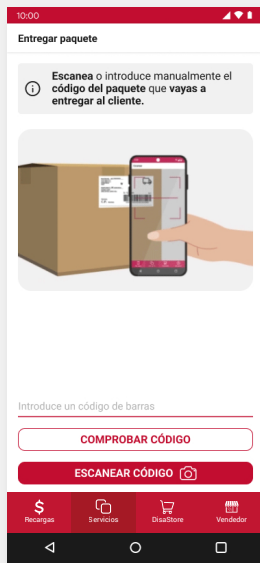 10:00
Entregar paquete
Escanea o introduce manualmente el
código del paquete que vayas a
entregar al cliente.
Introduce un código de barras
COMPROBAR CÓDIGO
ESCANEAR CÓDIGO
Recargas Servicios DisaStore Vendedor